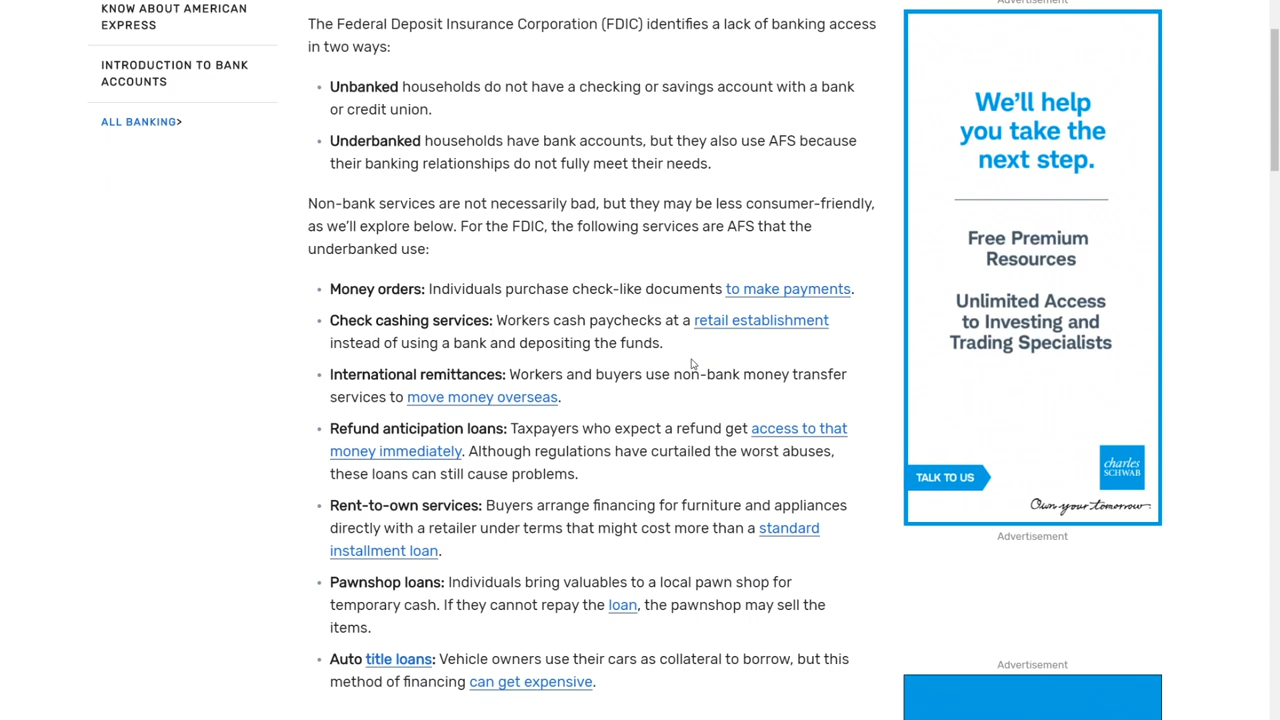 KNOW ABOUT AMERICAN
EXPRESS
INTRODUCTION TO BANK
ACCOUNTS
ALL BANKING>
The Federal Deposit Insurance Corporation (FDIC) identifies a lack of banking access
in two ways:
• Unbanked households do not have a checking or savings account with a bank
or credit union.
• Underbanked households have bank accounts, but they also use AFS because
their banking relationships do not fully meet their needs.
Non-bank services are not necessarily bad, but they may be less consumer-friendly,
as we’ll explore below. For the FDIC, the following services are AFS that the
underbanked use:
• Money orders: Individuals purchase check-like documents to make payments.
• Check cashing services: Workers cash paychecks at a retail establishment
instead of using a bank and depositing the funds.
• International remittances: Workers and buyers use non-bank money transfer
services to move money overseas.
• Refund anticipation loans: Taxpayers who expect a refund get access to that
money immediately. Although regulations have curtailed the worst abuses,
these loans can still cause problems.
• Rent-to-own services: Buyers arrange financing for furniture and appliances
directly with a retailer under terms that might cost more than a standard
installment loan.
• Pawnshop loans: Individuals bring valuables to a local pawn shop for
temporary cash. If they cannot repay the loan, the pawnshop may sell the
items.
• Auto title loans: Vehicle owners use their cars as collateral to borrow, but this
method of financing can get expensive.
Advertisement
We’ll help
you take the
next step.
Free Premium
Resources
Unlimited Access
to Investing and
Trading Specialists
TALK TO US
charles
SCHWAB
Own your tomorrow
Advertisement
Advertisement